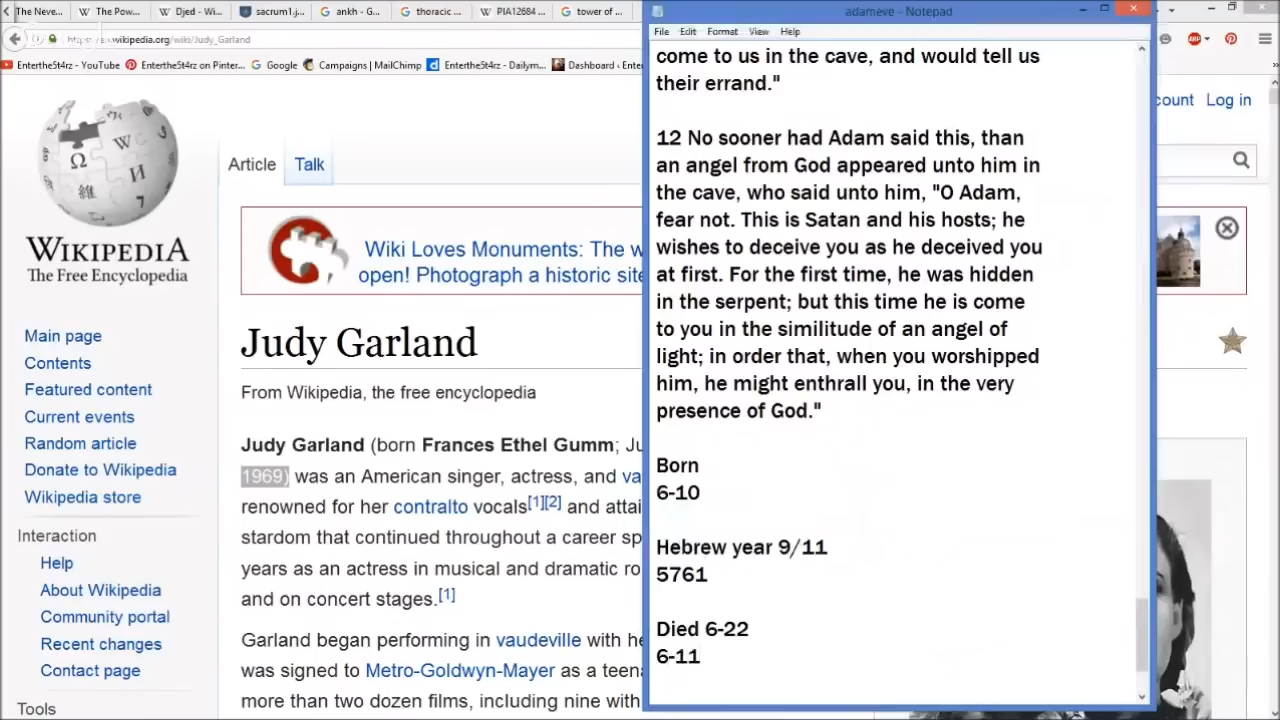 The Neve...
The Pow...
Djed - Wi...
sacrum1.j...
ankh - G...
thoracic ...
PIA12684 ...
tower of ...
adameve - Notepad
https://en.wikipedia.org/wiki/Judy_Garland
File Edit Format View Help
ABP
Enterthe5t4rz - YouTube
Enterthe5t4rz on Pinter...
Google
Campaigns | MailChimp
Enterthe5t4rz - Dailym...
Dashboard ‹ Enter
come to us in the cave, and would tell us
their errand."
12 No sooner had Adam said this, than
an angel from God appeared unto him in
the cave, who said unto him, "O Adam,
fear not. This is Satan and his hosts; he
wishes to deceive you as he deceived you
at first. For the first time, he was hidden
in the serpent; but this time he is come
to you in the similitude of an angel of
light; in order that, when you worshipped
him, he might enthrall you, in the very
presence of God."
Born
6-10
Hebrew year 9/11
5761
Died 6-22
6-11
count Log in
Article Talk
WIKIPEDIA
The Free Encyclopedia
Wiki Loves Monuments: The w
open! Photograph a historic site
Main page
Contents
Featured content
Current events
Random article
Donate to Wikipedia
Wikipedia store
Interaction
Help
About Wikipedia
Community portal
Recent changes
Contact page
Tools
Judy Garland
From Wikipedia, the free encyclopedia
Judy Garland (born Frances Ethel Gumm; Ju
1969) was an American singer, actress, and va
renowned for her contralto vocals[1][2] and attai
stardom that continued throughout a career sp
years as an actress in musical and dramatic ro
and on concert stages.[1]
Garland began performing in vaudeville with he
was signed to Metro-Goldwyn-Mayer as a teena
more than two dozen films, including nine with